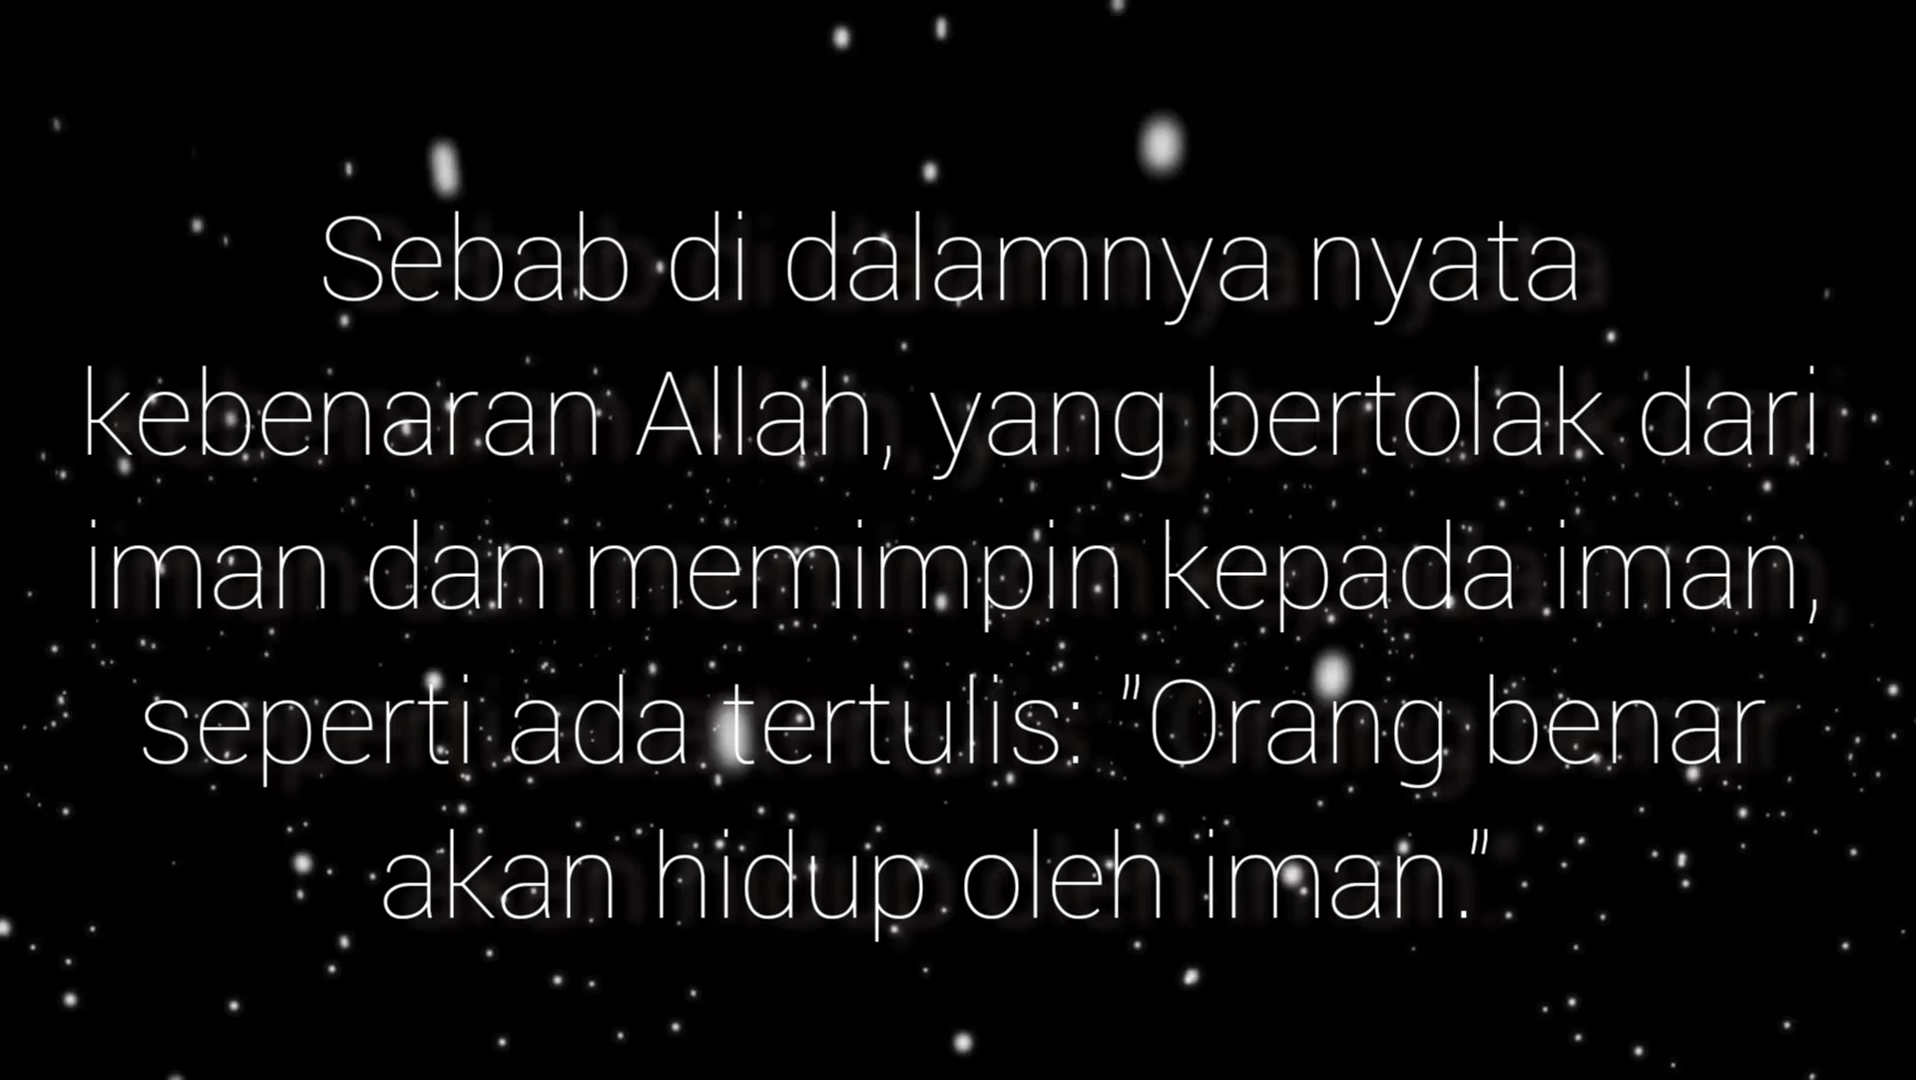 Sebab di dalamnya nyata
kebenaran Allah, yang bertolak dari
iman dan memimpin kepada iman,
seperti ada tertulis: "Orang benar
akan hidup oleh iman."